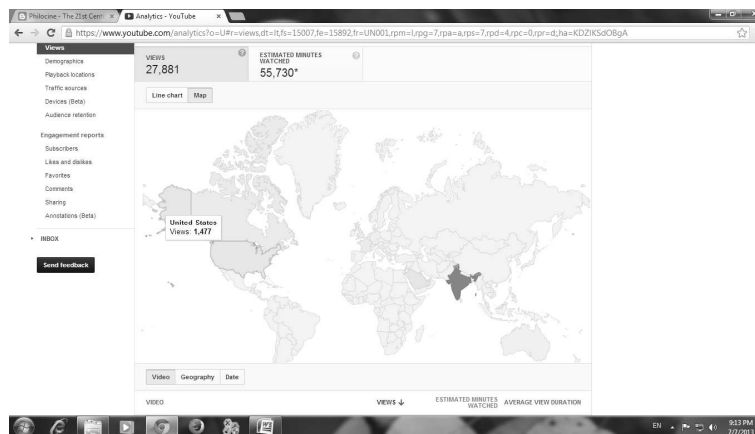 Philocine - The 21st Cent
Analytics - YouTube
https://www.youtube.com/analytics?o=U#r=views,dt=lt,fs=15007,fe=15892,fr=UN001,rpm=l,rpg=7,rpa=a,rps=7,rpd=4,rpc=0,rpr=d;ha=KDZIKSdOBgA
Views
Demographics
Playback locations
Traffic sources
Devices (Beta)
Audience retention
Engagement reports
Subscribers
Likes and dislikes
Favorites
Comments
Sharing
Annotations (Beta)
INBOX
Send feedback
VIEWS
27,881
ESTIMATED MINUTES
WATCHED
55,730*
Line chart Map
United States
Views: 1,477
Video Geography Date
VIDEO VIEWS ESTIMATED MINUTES AVERAGE VIEW DURATION
WATCHED
EN 9:13 PM